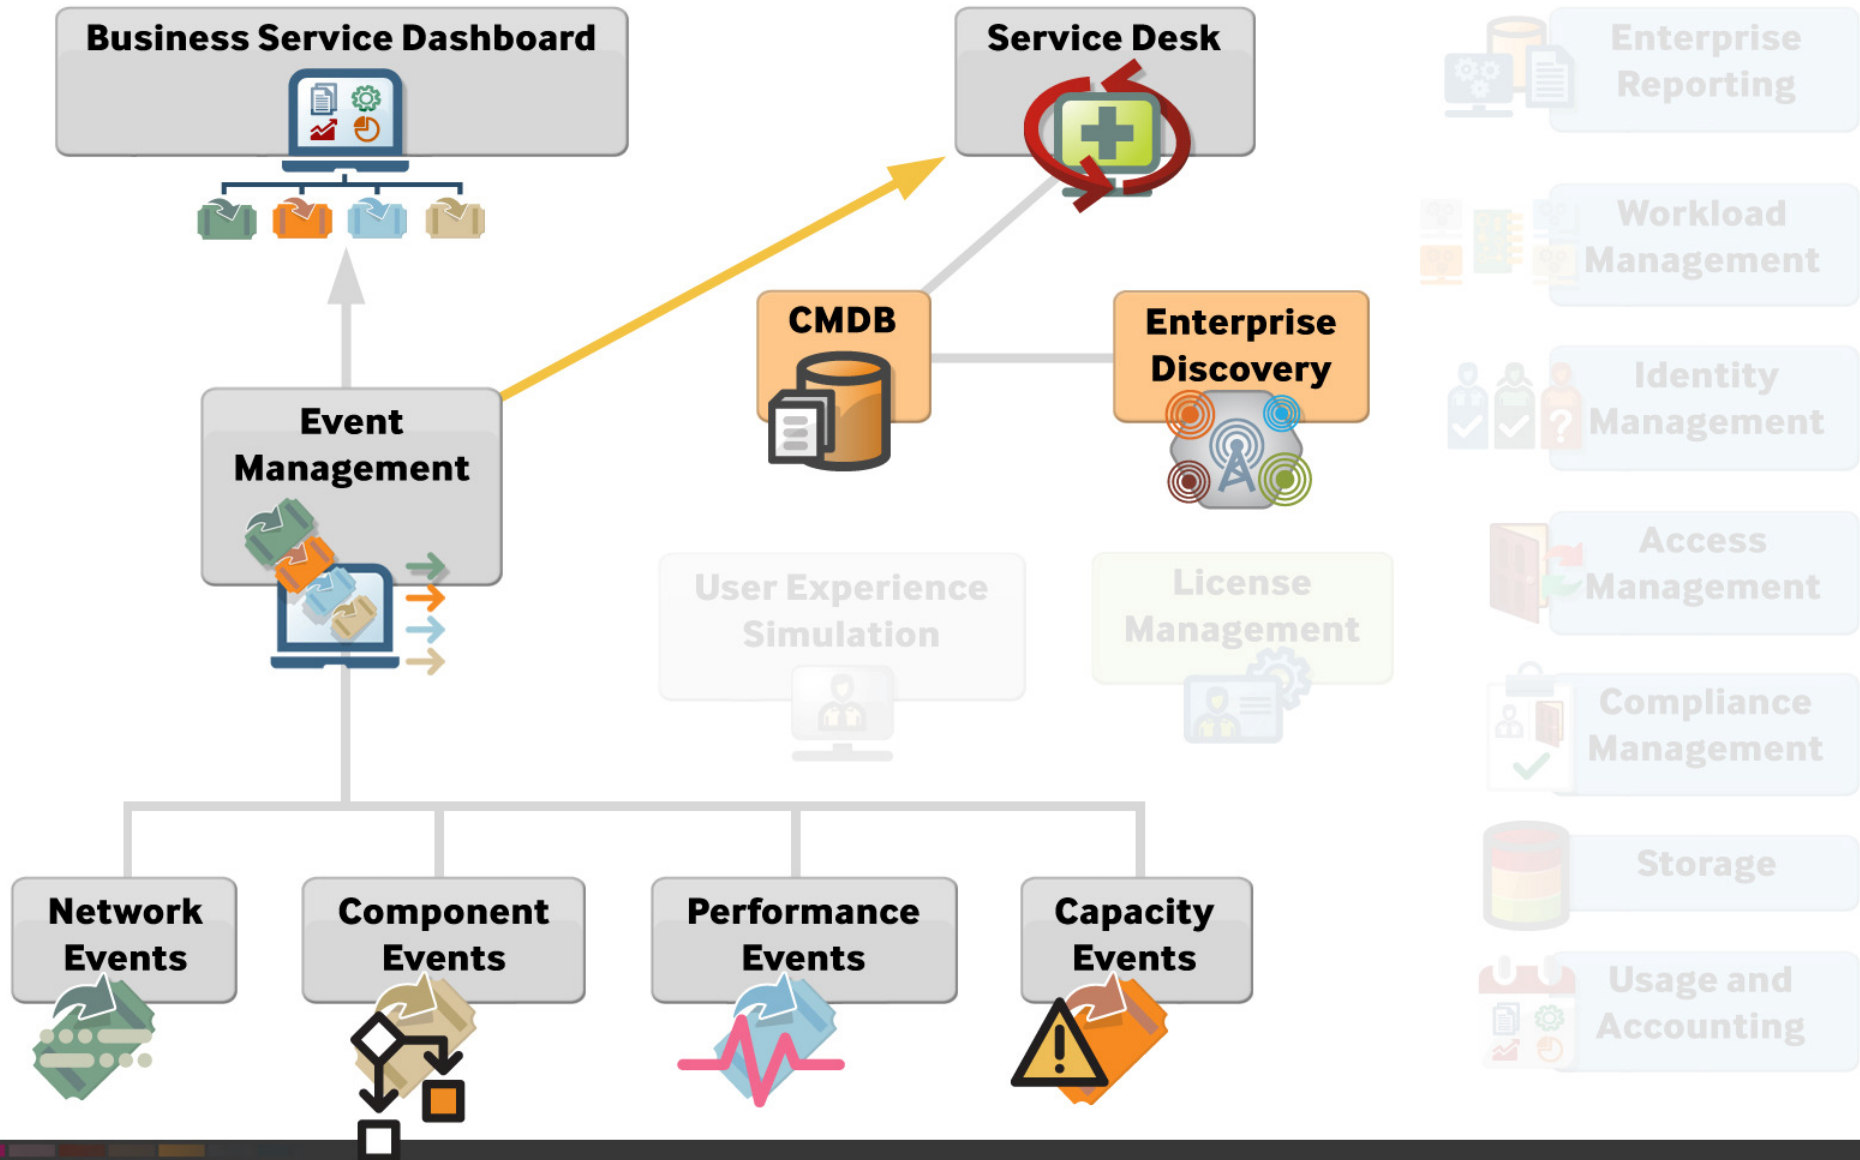 Business Service Dashboard
Service Desk
Enterprise
Reporting
Workload
Management
CMDB
Enterprise
Discovery
Identity
Management
Event
Management
Access
Management
User Experience
Simulation
License
Management
Compliance
Management
Storage
Network
Events
Component
Events
Performance
Events
Capacity
Events
Usage and
Accounting